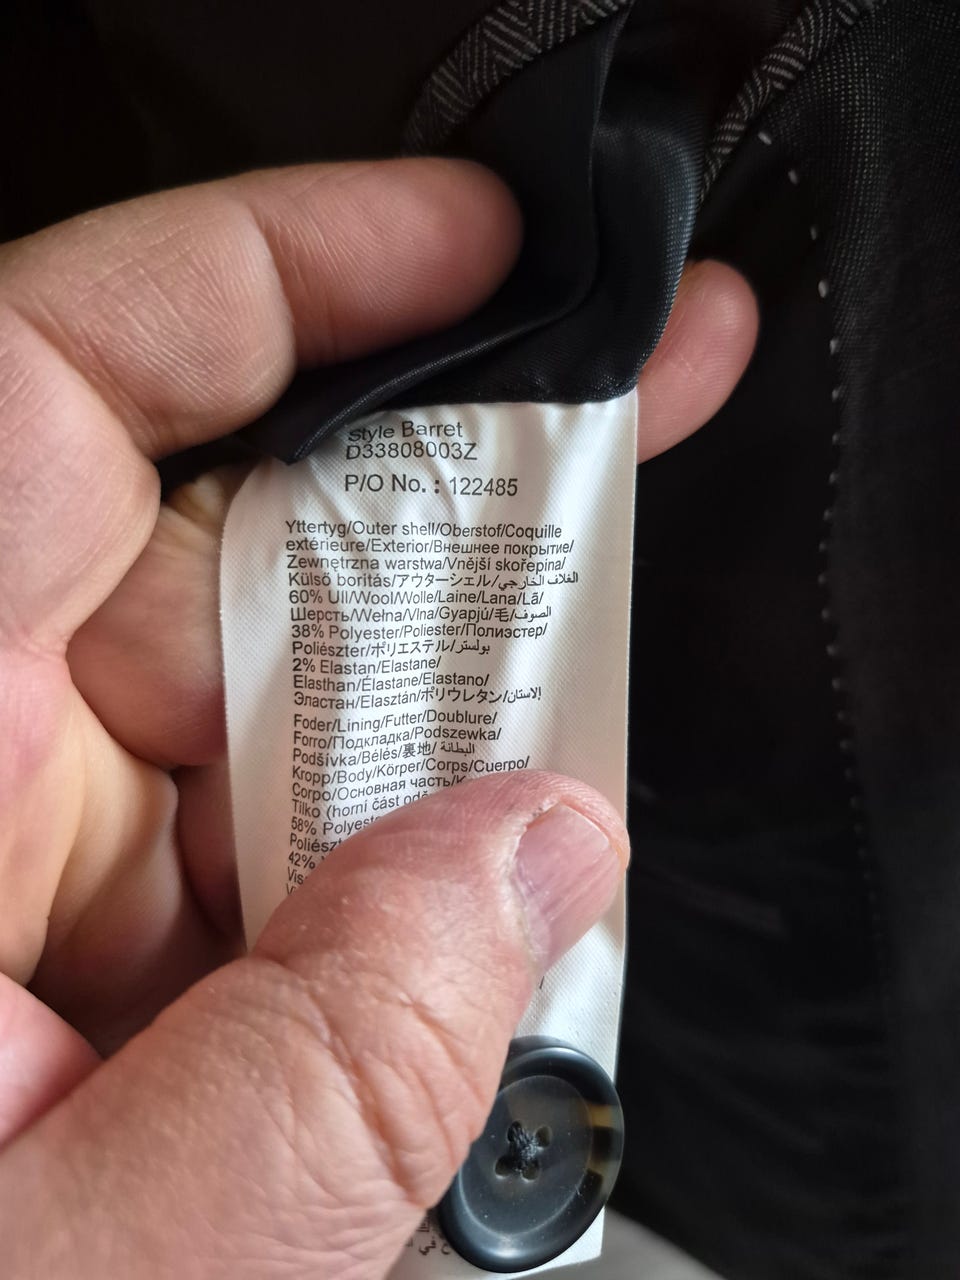 Style Barret
D33808003Z
P/O No. : 122485
Yttertyg/Outer shell/Oberstof/Coquille
extérieure/Exterior/Внешнее покрытие/
Zewnętrzna warstwa/Vnější skořepina/
Külső borítás/アウターシェル/الغلاف الخارجي/
60% Ull/Wool/Wolle/Laine/Lana/Lã/
Шерсть/Wełna/Vlna/Gyapjú/毛/الصوف/
38% Polyester/Poliester/Полиэстер/
Poliészter/ポリエステル/بولستر/
2% Elastan/Elastane/
Elasthan/Élastane/Elastano/
Эластан/Elasztán/ポリウレタン/الاستان/
Foder/Lining/Futter/Doublure/
Forro/Подкладка/Podszewka/
Podšívka/Bélés/裏地/البطانة/
Kropp/Body/Körper/Corps/Cuerpo/
Corpo/Основная часть/
Tilko (horní část
58%
42%